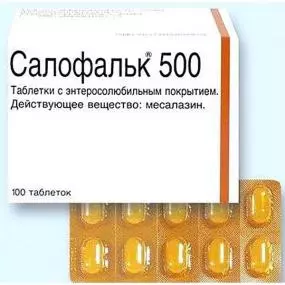 Салофальк® 500
Таблетки с энтеросолюбильным покрытием.
Действующее вещество: месалазин.
100 таблеток